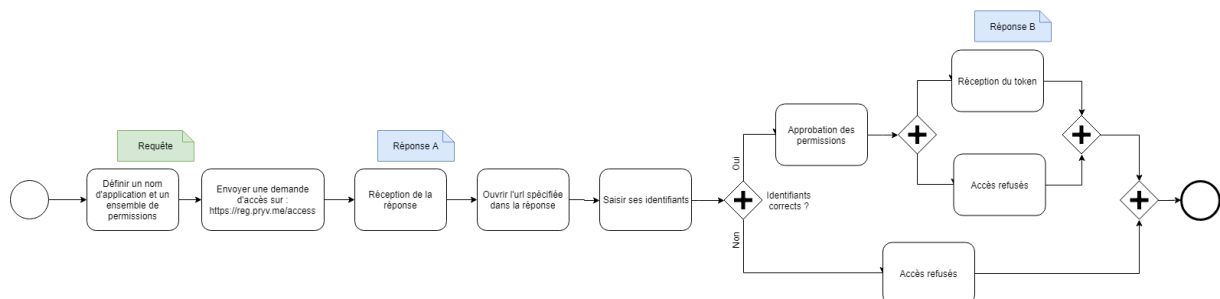 Réponse B
Réception du token
Requête
Réponse A
Approbation des
permissions
Oui
Définir un nom
d'application et un
ensemble de
permissions
Envoyer une demande
d'accès sur :
https://reg.pryv.me/access
Réception de la
réponse
Ouvrir l'url spécifiée
dans la réponse
Saisir ses identifiants
Identifiants
corrects ?
Accès refusés
Non
Accès refusés